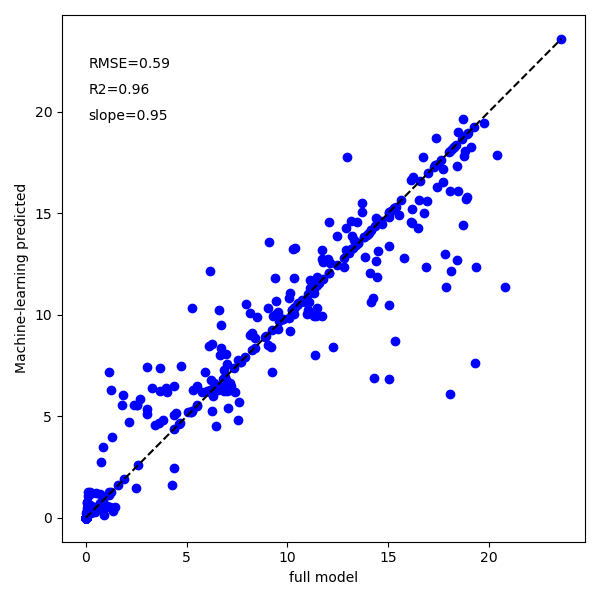 RMSE=0.59
R2=0.96
slope=0.95
20
15
10
5
0
Machine-learning predicted
0 5 10 15 20
full model